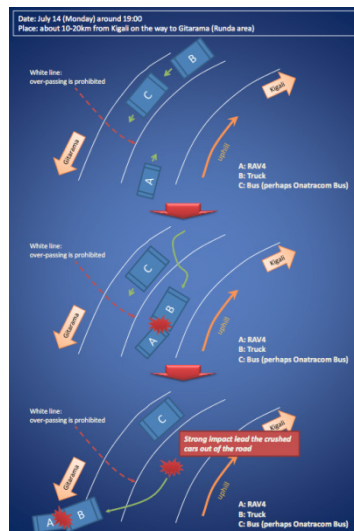 Date: July 14 (Monday) around 19:00
Place: about 10-20km from Kigali on the way to Gitarama (Runda area)
White line:
over-passing is prohibited
B
C
Kigali
Gitarama
uphill
A
A: RAV4
B: Truck
C: Bus (perhaps Onatracom Bus)
White line:
over-passing is prohibited
C
Kigali
B
Gitarama
uphill
A
A: RAV4
B: Truck
C: Bus (perhaps Onatracom Bus)
White line:
over-passing is prohibited
C
Kigali
Strong impact lead the crushed
cars out of the road
Gitarama
uphill
A B
A: RAV4
B: Truck
C: Bus (perhaps Onatracom Bus)